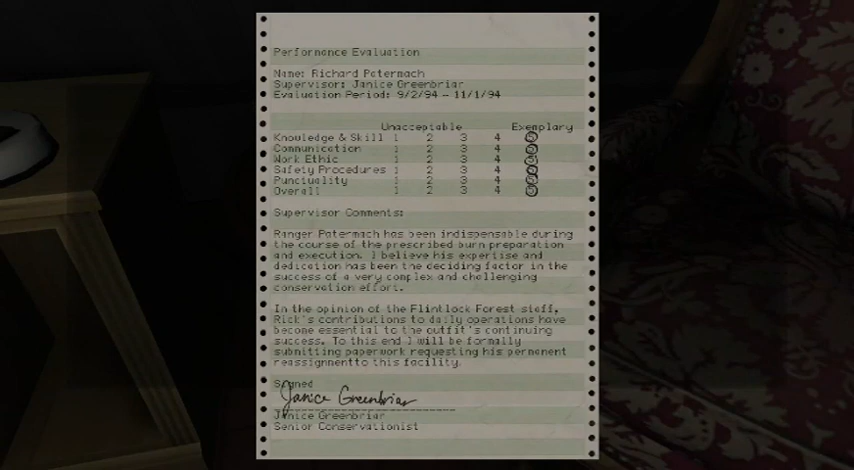 Performance Evaluation
Name: Richard Patermach
Supervisor: Janice Greenbriar
Evaluation Period: 9/2/94 - 11/1/94
Unacceptable Exemplary
Knowledge & Skill 1 2 3 4 5
Communication 1 2 3 4 5
Work Ethic 1 2 3 4 5
Safety Procedures 1 2 3 4 5
Punctuality 1 2 3 4 5
Overall 1 2 3 4 5
Supervisor Comments:
Ranger Patermach has been indispensable during
the course of the prescribed burn preparation
and execution. I believe his expertise and
dedication has been the deciding factor in the
success of a very complex and challenging
conservation effort.
In the opinion of the Flintlock Forest staff,
Rick's contributions to daily operations have
become essential to the outfit's continuing
success. To this end I will be formally
submitting paperwork requesting his permanent
reassignmentto this facility.
Signed
Janice Greenbriar
Janice Greenbriar
Senior Conservationist